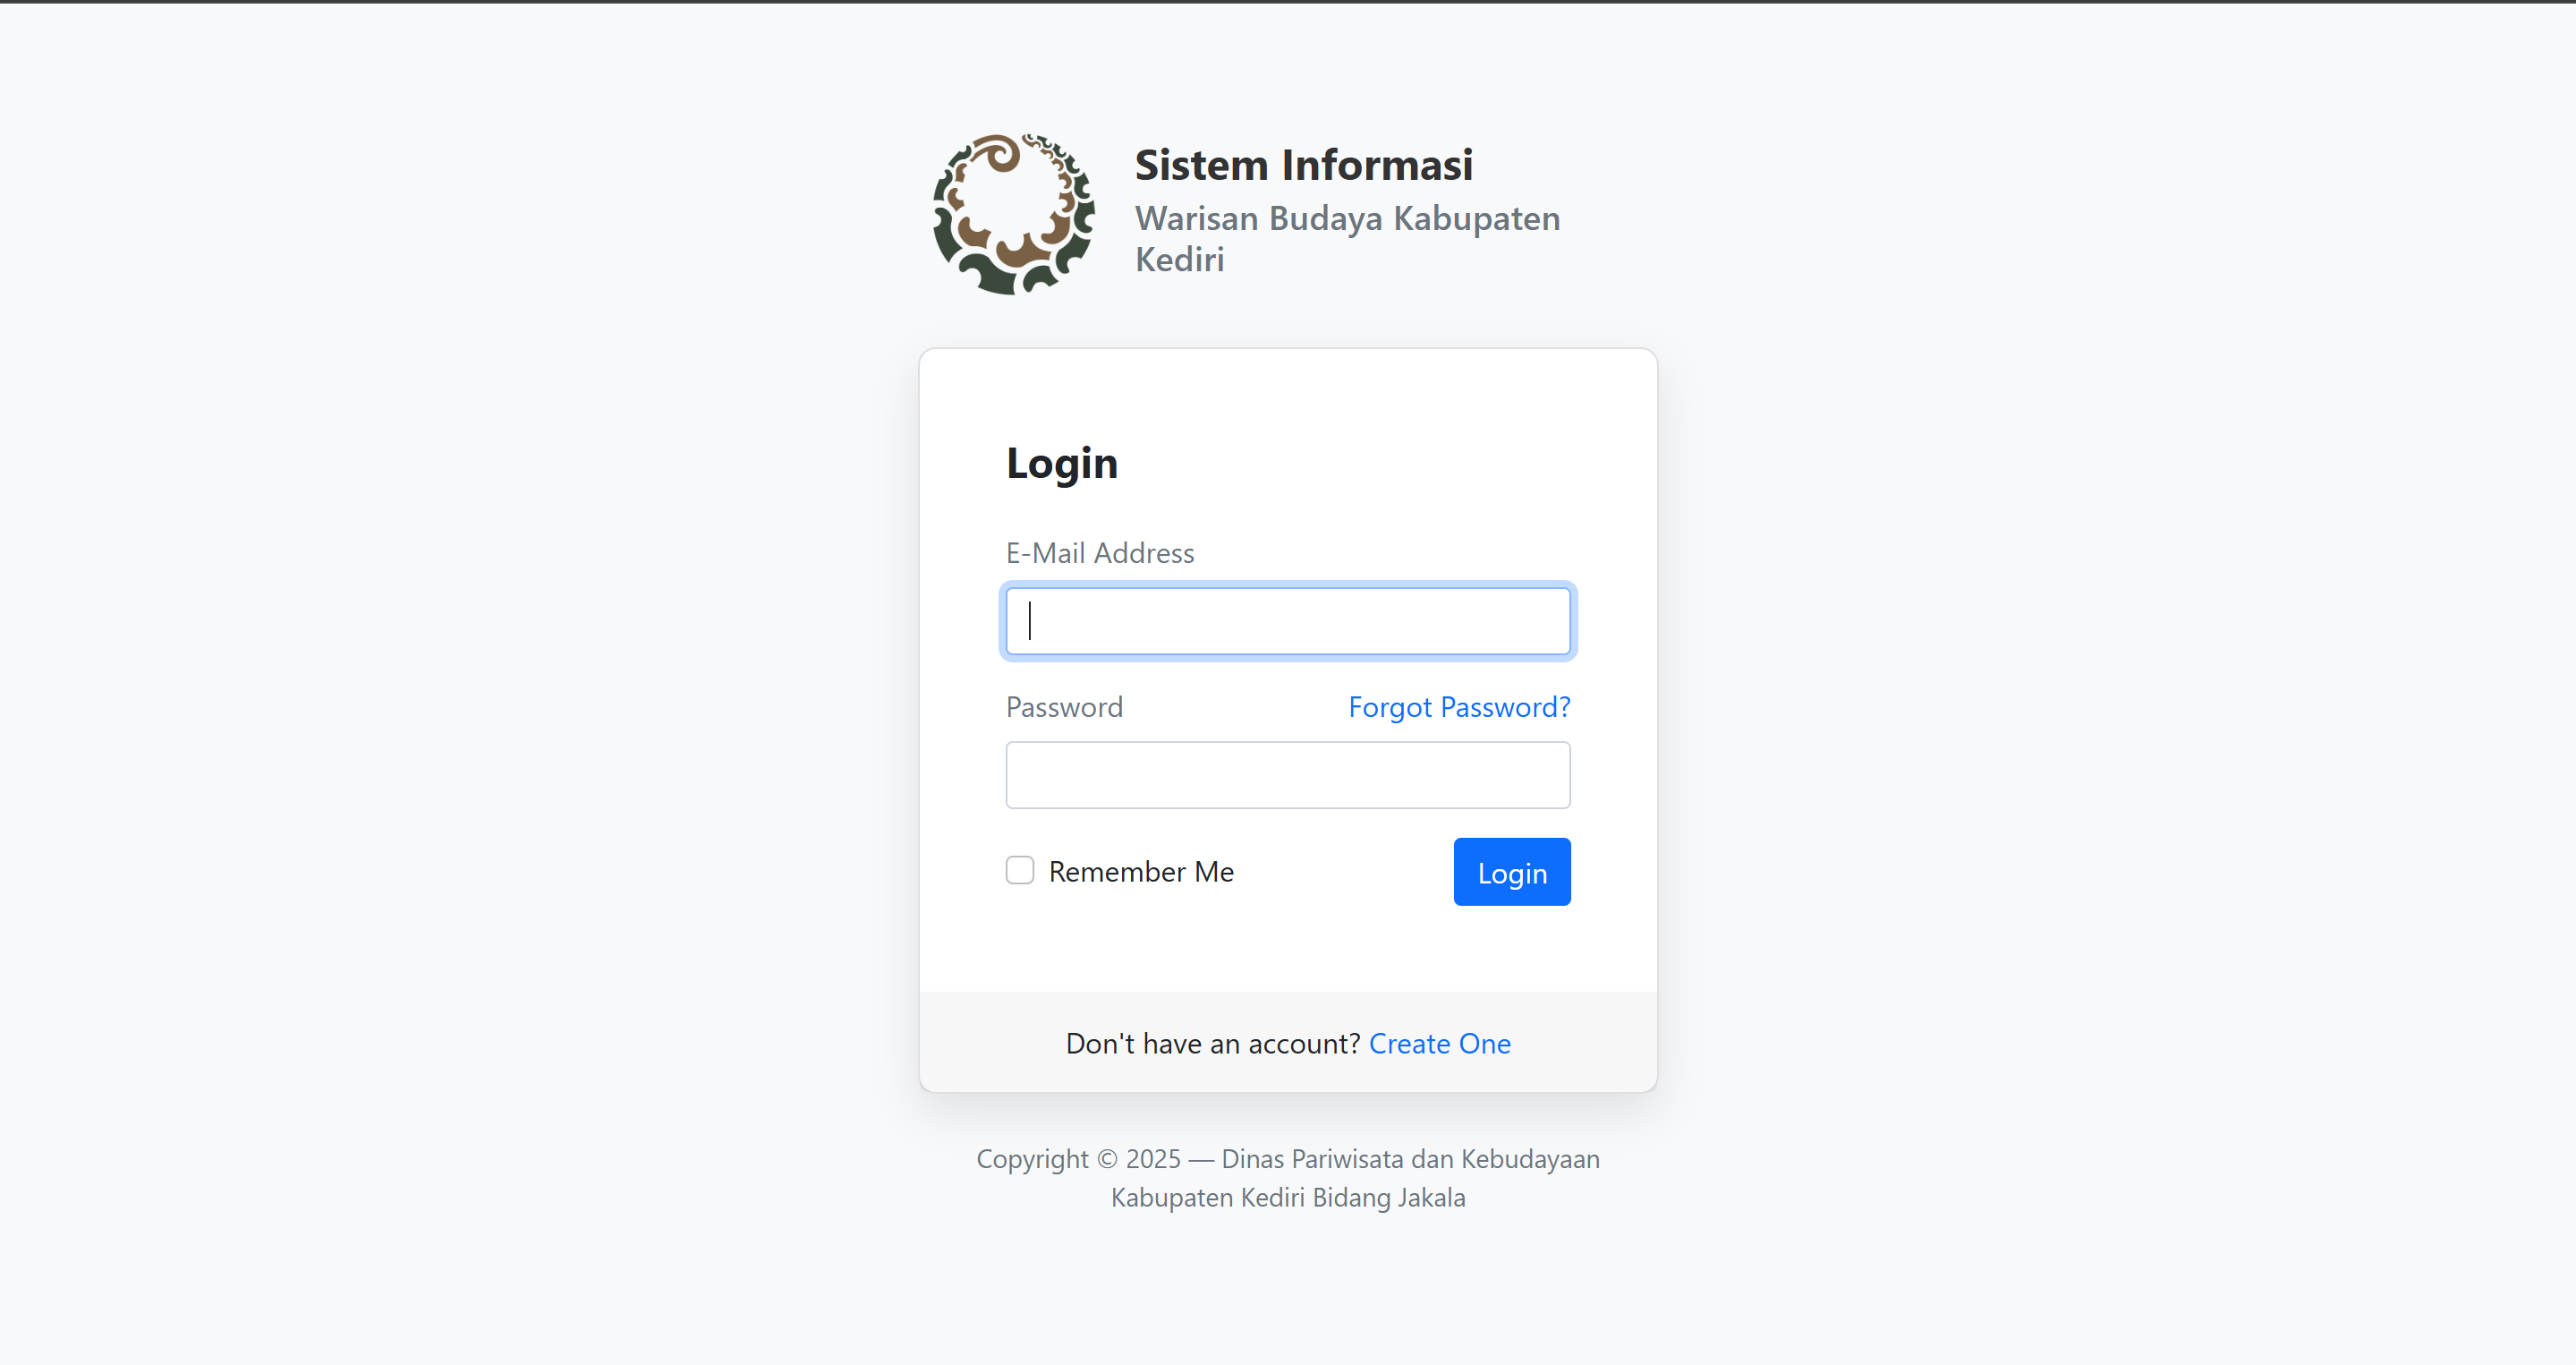 Sistem Informasi
Warisan Budaya Kabupaten
Kediri
Login
E-Mail Address
Password Forgot Password?
Remember Me Login
Don't have an account? Create One
Copyright © 2025 — Dinas Pariwisata dan Kebudayaan
Kabupaten Kediri Bidang Jakala